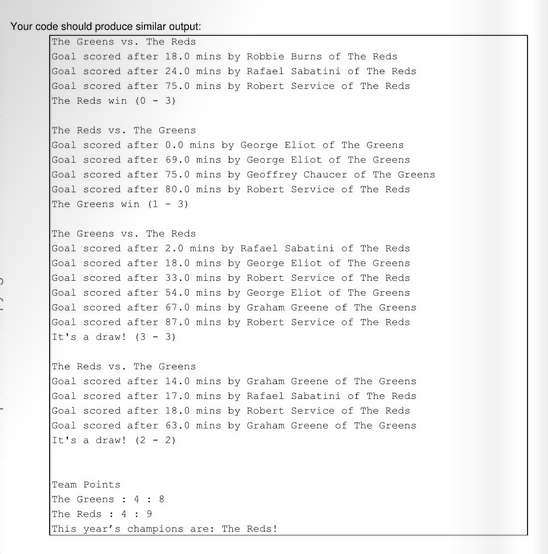 Your code should produce similar output:
The Greens vs. The Reds
Goal scored after 18.0 mins by Robbie Burns of The Reds
Goal scored after 24.0 mins by Rafael Sabatini of The Reds
Goal scored after 75.0 mins by Robert Service of The Reds
The Reds win (0 - 3)

The Reds vs. The Greens
Goal scored after 0.0 mins by George Eliot of The Greens
Goal scored after 69.0 mins by George Eliot of The Greens
Goal scored after 75.0 mins by Geoffrey Chaucer of The Greens
Goal scored after 80.0 mins by Robert Service of The Reds
The Greens win (1 - 3)

The Greens vs. The Reds
Goal scored after 2.0 mins by Rafael Sabatini of The Reds
Goal scored after 18.0 mins by George Eliot of The Greens
Goal scored after 33.0 mins by Robert Service of The Reds
Goal scored after 54.0 mins by George Eliot of The Greens
Goal scored after 67.0 mins by Graham Greene of The Greens
Goal scored after 87.0 mins by Robert Service of The Reds
It's a draw! (3 - 3)

The Reds vs. The Greens
Goal scored after 14.0 mins by Graham Greene of The Greens
Goal scored after 17.0 mins by Rafael Sabatini of The Reds
Goal scored after 18.0 mins by Robert Service of The Reds
Goal scored after 63.0 mins by Graham Greene of The Greens
It's a draw! (2 - 2)

Team Points
The Greens : 4 : 8
The Reds : 4 : 9
This year's champions are: The Reds!